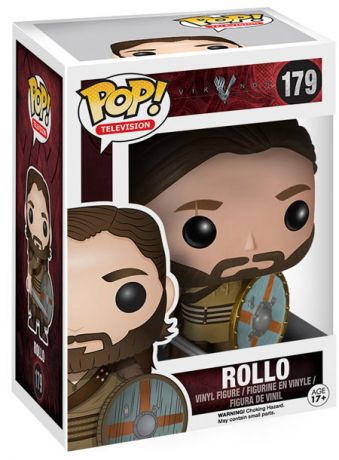 POP!
TELEVISION
VIKINGS
179
POP!
TELEVISION
ROLLO
179
ROLLO
VINYL FIGURE / FIGURINE EN VINYLE /
FIGURA DE VINIL
WARNING! Choking Hazard.
May contain small parts.
AGE
17+